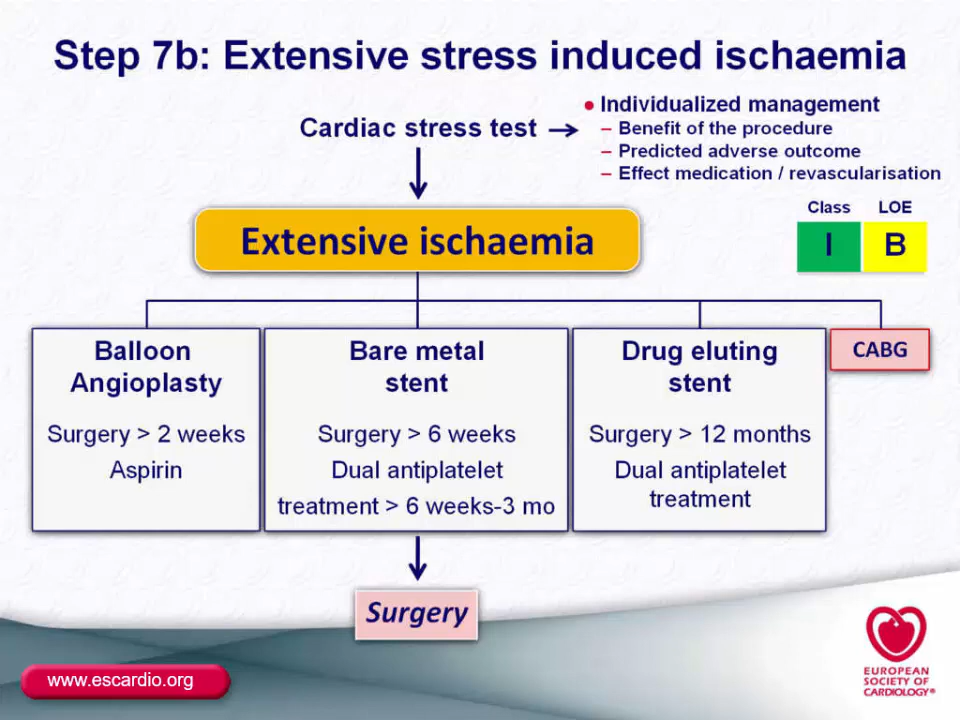 Step 7b: Extensive stress induced ischaemia
Cardiac stress test
● Individualized management
– Benefit of the procedure
– Predicted adverse outcome
– Effect medication / revascularisation
Class LOE
I B
Extensive ischaemia
Balloon
Angioplasty
Surgery > 2 weeks
Aspirin
Bare metal
stent
Surgery > 6 weeks
Dual antiplatelet
treatment > 6 weeks-3 mo
Drug eluting
stent
Surgery > 12 months
Dual antiplatelet
treatment
CABG
Surgery
www.escardio.org
EUROPEAN
SOCIETY OF
CARDIOLOGY®